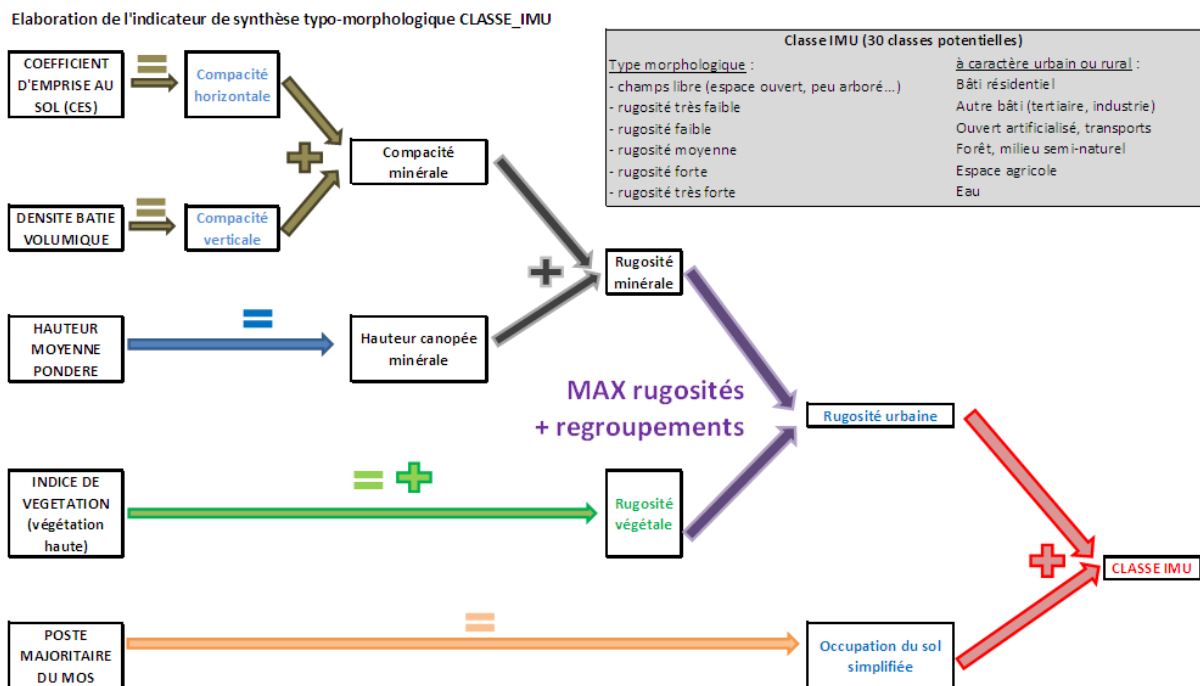 Elaboration de l'indicateur de synthèse typo-morphologique CLASSE_IMU
COEFFICIENT
D'EMPRISE AU
SOL (CES)
=
Compacité
horizontale
Classe IMU (30 classes potentielles)
Type morphologique :
- champs libre (espace ouvert, peu arboré...)
- rugosité très faible
- rugosité faible
- rugosité moyenne
- rugosité forte
- rugosité très forte
à caractère urbain ou rural :
Bâti résidentiel
Autre bâti (tertiaire, industrie)
Ouvert artificialisé, transports
Forêt, milieu semi-naturel
Espace agricole
Eau
+
Compacité
minérale
DENSITE BATIE
VOLUMIQUE
=
Compacité
verticale
+
Rugosité
minérale
HAUTEUR
MOYENNE
PONDERE
=
Hauteur canopée
minérale
MAX rugosités
+ regroupements
Rugosité urbaine
INDICE DE
VEGETATION
(végétation
haute)
= +
Rugosité
végétale
+
CLASSE IMU
POSTE
MAJORITAIRE
DU MOS
=
Occupation du sol
simplifiée